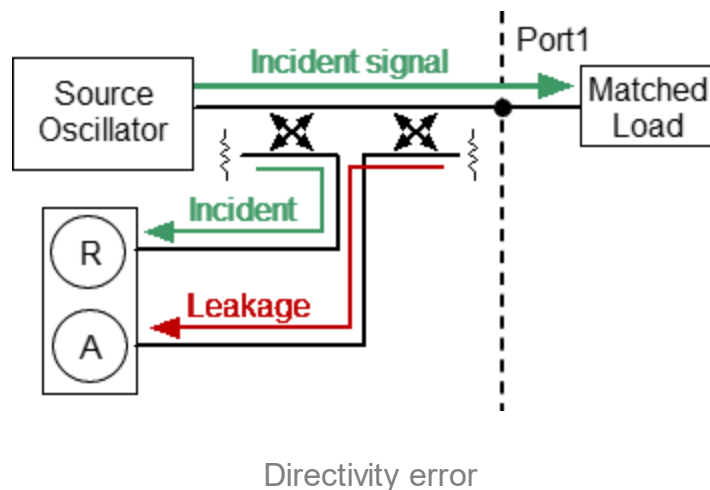 Port1
Incident signal
Source
Oscillator
Matched
Load
Incident
R
Leakage
A
Directivity error